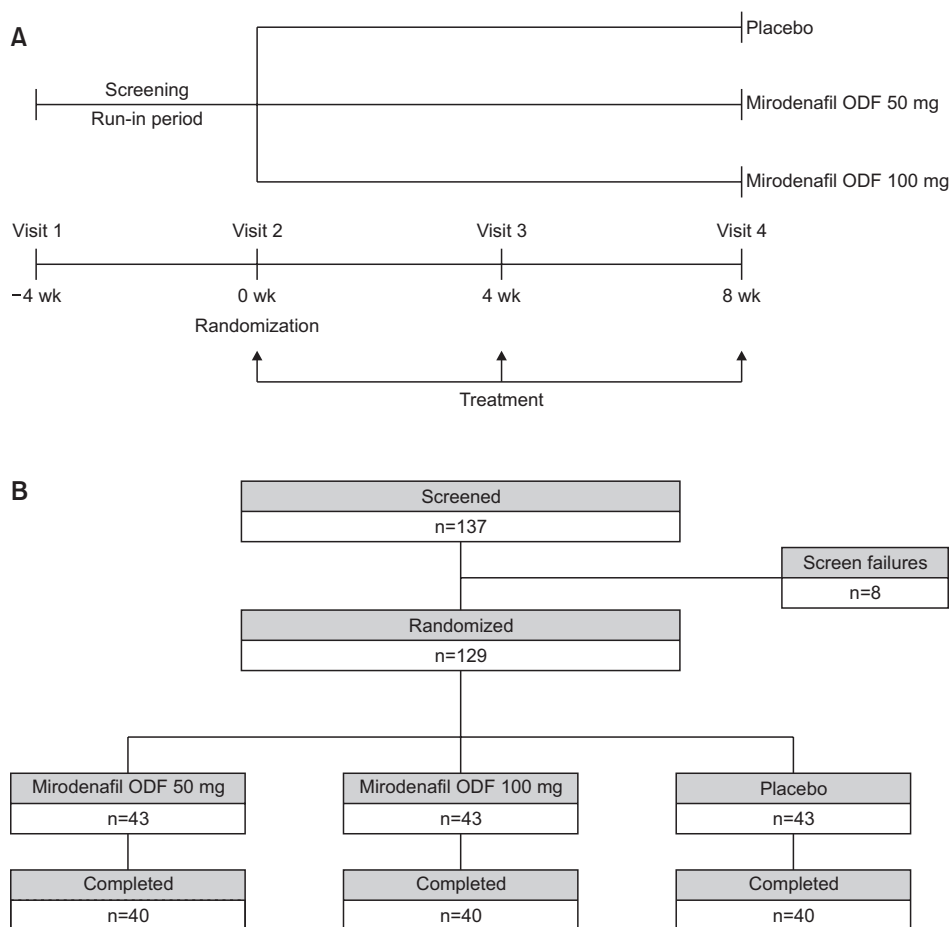 A
Placebo
Screening
Run-in period
Mirodenafil ODF 50 mg
Mirodenafil ODF 100 mg
Visit 1
Visit 2
Visit 3
Visit 4
−4 wk
0 wk
4 wk
8 wk
Randomization
Treatment
B
Screened
n=137
Screen failures
n=8
Randomized
n=129
Mirodenafil ODF 50 mg
n=43
Mirodenafil ODF 100 mg
n=43
Placebo
n=43
Completed
n=40
Completed
n=40
Completed
n=40